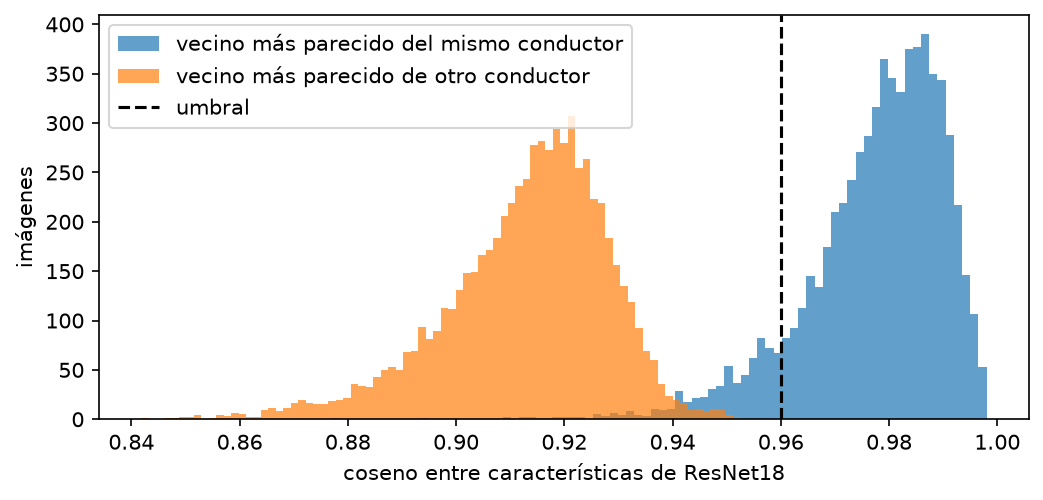 400
350
300
250
200
150
100
50
0
imágenes
vecino más parecido del mismo conductor
vecino más parecido de otro conductor
umbral
0.84 0.86 0.88 0.90 0.92 0.94 0.96 0.98 1.00
coseno entre características de ResNet18